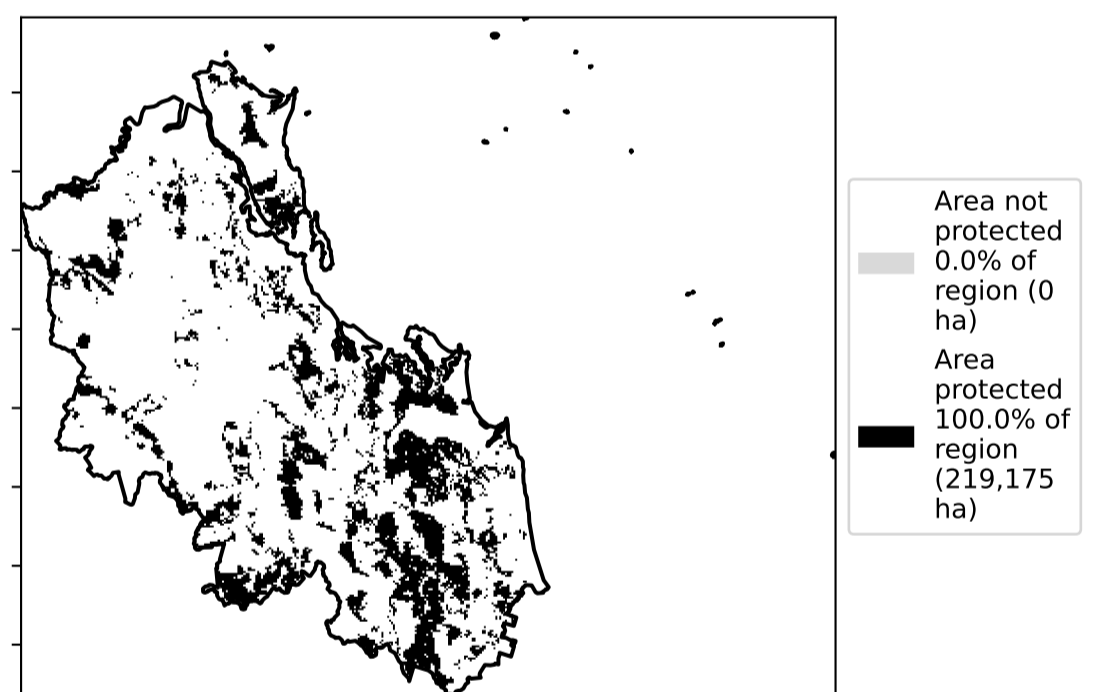 Area not
protected
0.0% of
region (0
ha)
Area
protected
100.0% of
region
(219,175
ha)